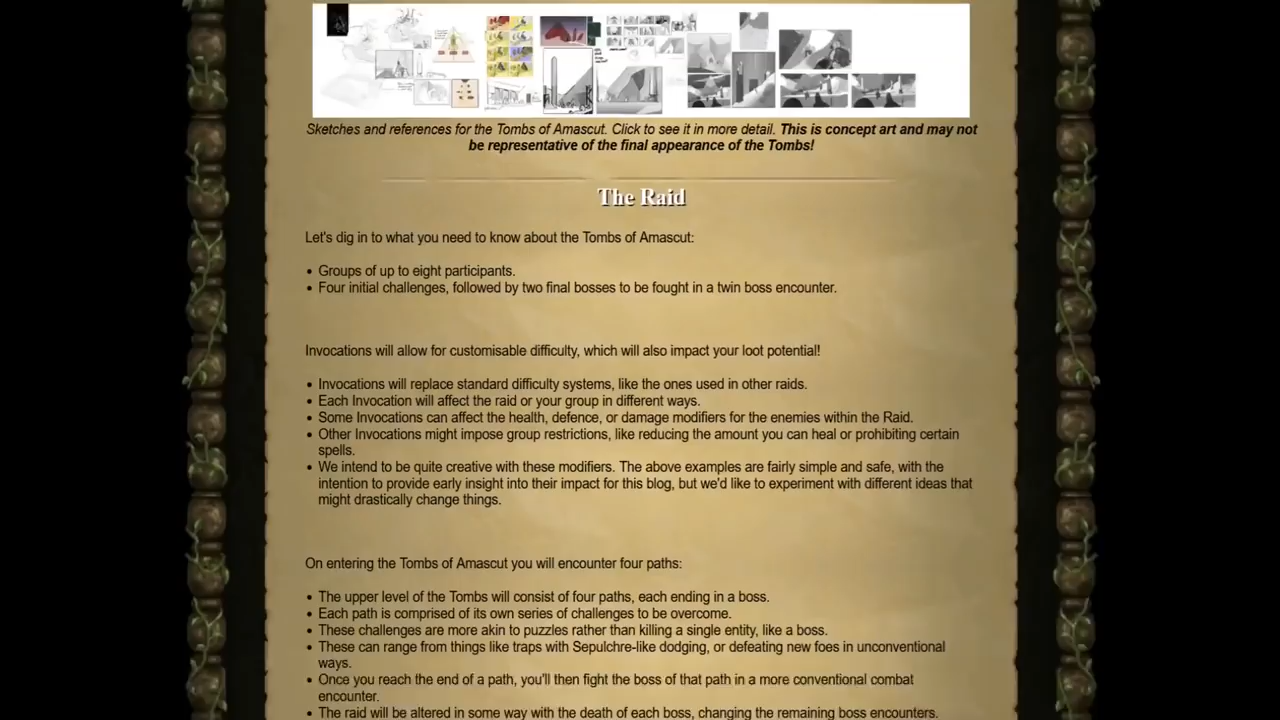 Sketches and references for the Tombs of Amascut. Click to see it in more detail. This is concept art and may not
be representative of the final appearance of the Tombs!
The Raid
Let's dig in to what you need to know about the Tombs of Amascut:
• Groups of up to eight participants.
• Four initial challenges, followed by two final bosses to be fought in a twin boss encounter.
Invocations will allow for customisable difficulty, which will also impact your loot potential!
• Invocations will replace standard difficulty systems, like the ones used in other raids.
• Each Invocation will affect the raid or your group in different ways.
• Some Invocations can affect the health, defence, or damage modifiers for the enemies within the Raid.
• Other Invocations might impose group restrictions, like reducing the amount you can heal or prohibiting certain
spells.
• We intend to be quite creative with these modifiers. The above examples are fairly simple and safe, with the
intention to provide early insight into their impact for this blog, but we'd like to experiment with different ideas that
might drastically change things.
On entering the Tombs of Amascut you will encounter four paths:
• The upper level of the Tombs will consist of four paths, each ending in a boss.
• Each path is comprised of its own series of challenges to be overcome.
• These challenges are more akin to puzzles rather than killing a single entity, like a boss.
• These can range from things like traps with Sepulchre-like dodging, or defeating new foes in unconventional
ways.
• Once you reach the end of a path, you'll then fight the boss of that path in a more conventional combat
encounter.
• The raid will be altered in some way with the death of each boss, changing the remaining boss encounters.